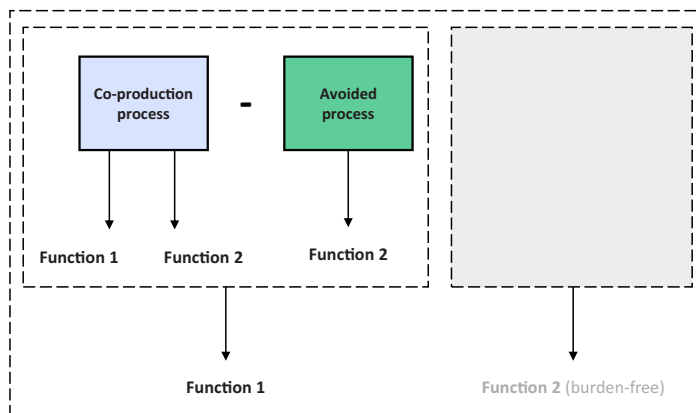 Co-production
process
-
Avoided
process
Function 1
Function 2
Function 2
Function 1
Function 2 (burden-free)